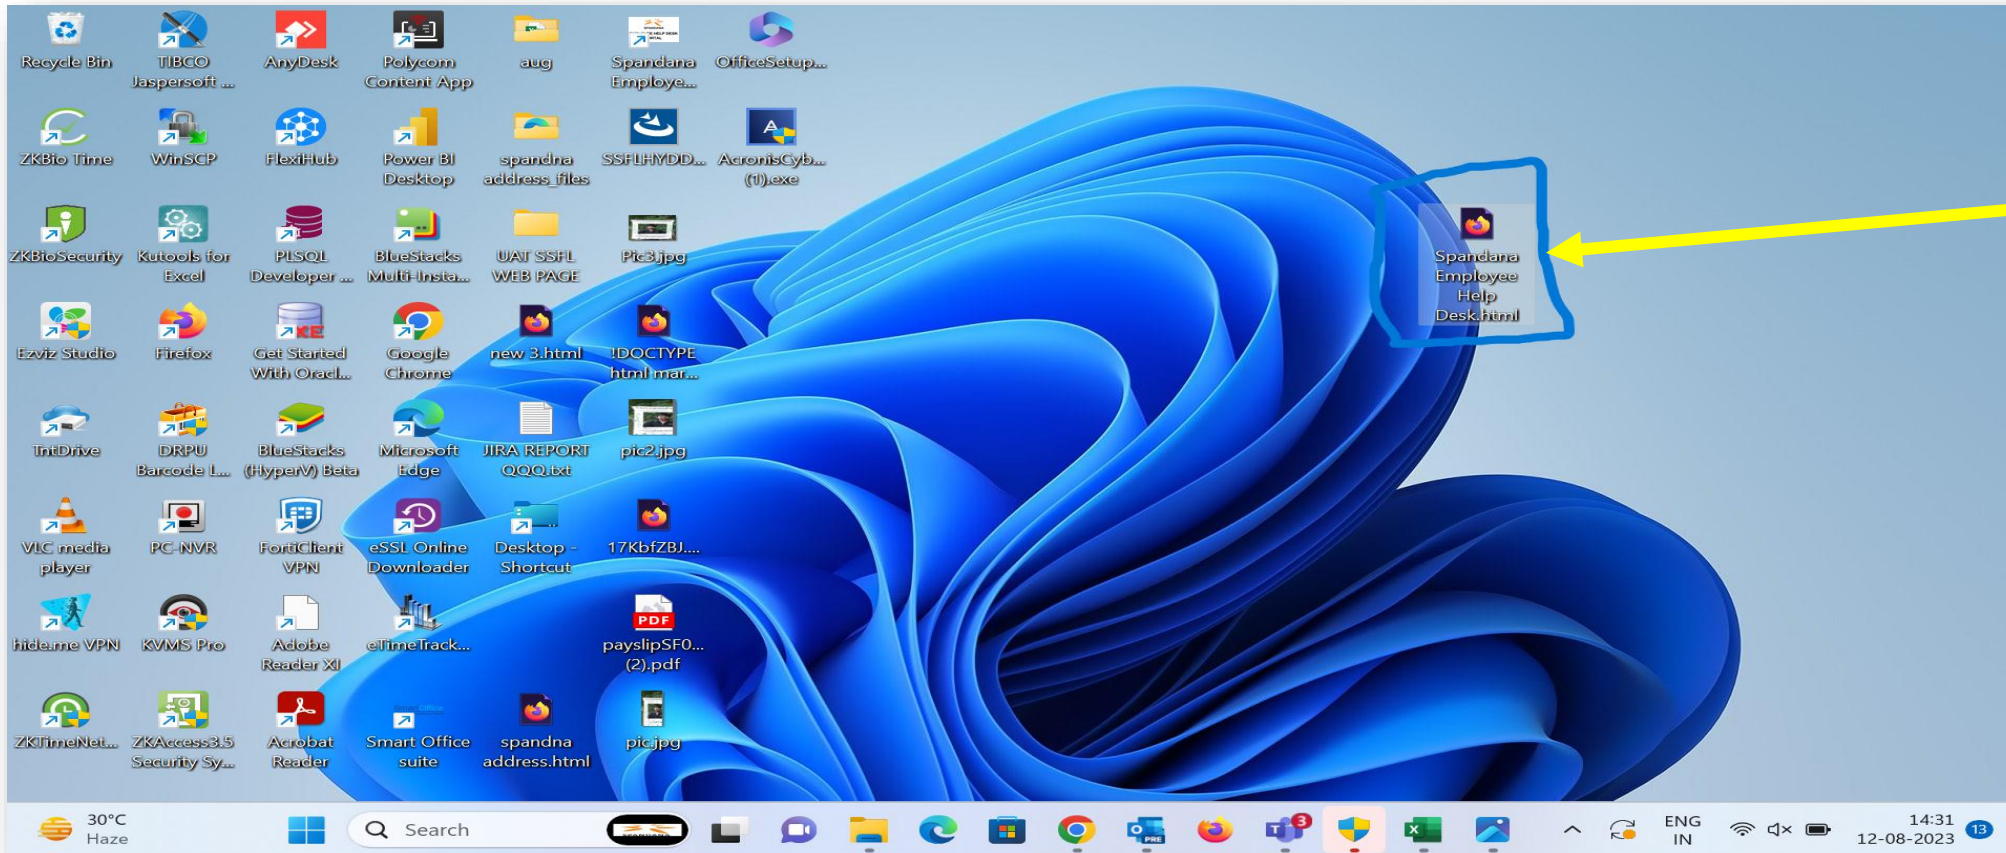 Recycle Bin
TIBCO
Jaspersoft ...
AnyDesk
Polycom
Content App
aug
Spandana
Employe...
OfficeSetup...
ZKBio Time
WinSCP
FlexiHub
Power BI
Desktop
spandna
address_files
SSFLHYDD...
AcronisCyb...
(1).exe
ZKBioSecurity
Kutools for
Excel
PLSQL
Developer ...
BlueStacks
Multi-Insta...
UAT SSFL
WEB PAGE
Pic3.jpg
Spandana
Employee
Help
Desk.html
Ezviz Studio
Firefox
XE
Get Started
With Oracl...
Google
Chrome
new 3.html
!DOCTYPE
html mar...
TntDrive
DRPU
Barcode L...
BlueStacks
(HyperV) Beta
Microsoft
Edge
JIRA REPORT
QQQ.txt
pic2.jpg
VLC media
player
PC-NVR
FortiClient
VPN
eSSL Online
Downloader
Desktop -
Shortcut
17KbfZBJ....
hide.me VPN
KVMS Pro
Adobe
Reader XI
eTimeTrack...
PDF
payslipSF0...
(2).pdf
ZKTimeNet...
ZKAccess3.5
Security Sy...
Acrobat
Reader
Smart Office
suite
spandna
address.html
pic.jpg
30°C
Haze
Search
SPANDANA
PRE
3
ENG
IN
14:31
12-08-2023
13